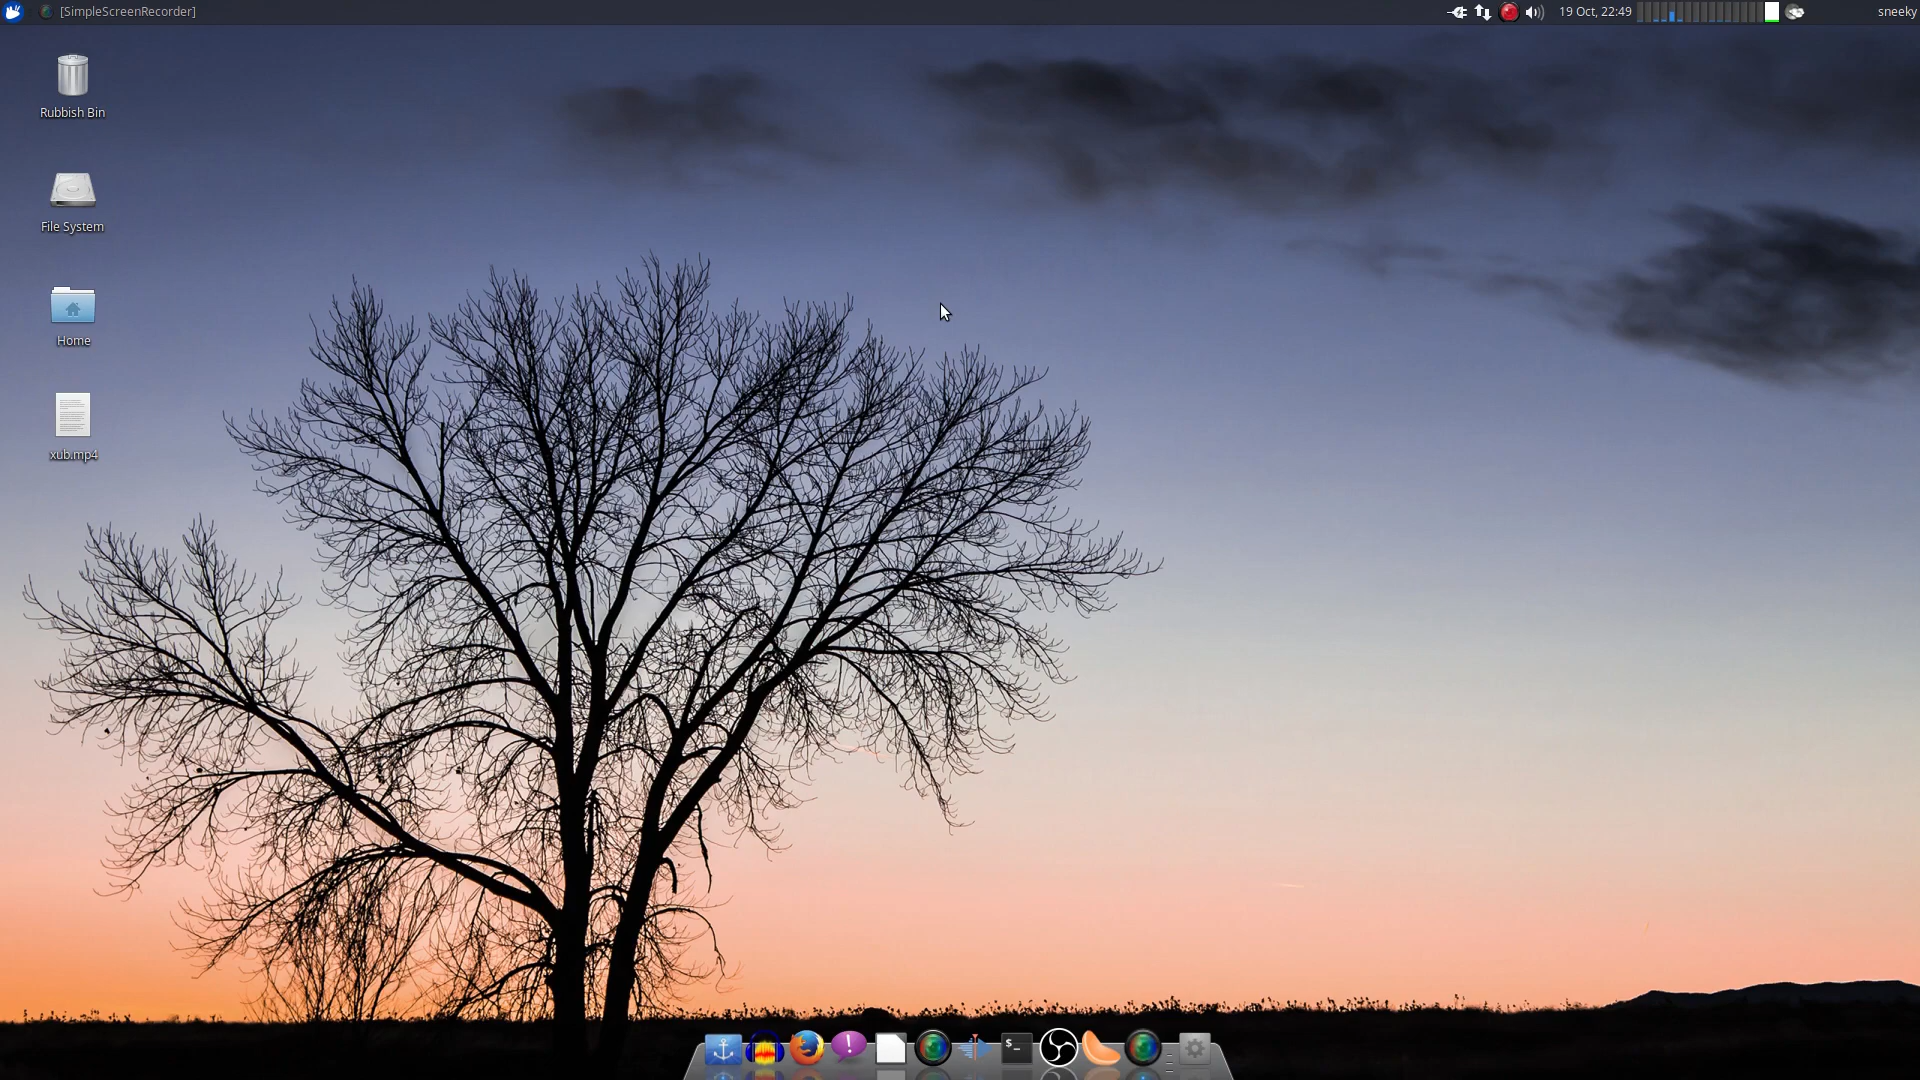 [SimpleScreenRecorder]
19 Oct, 22:49
sneeky
Rubbish Bin
File System
Home
xub.mp4
$_